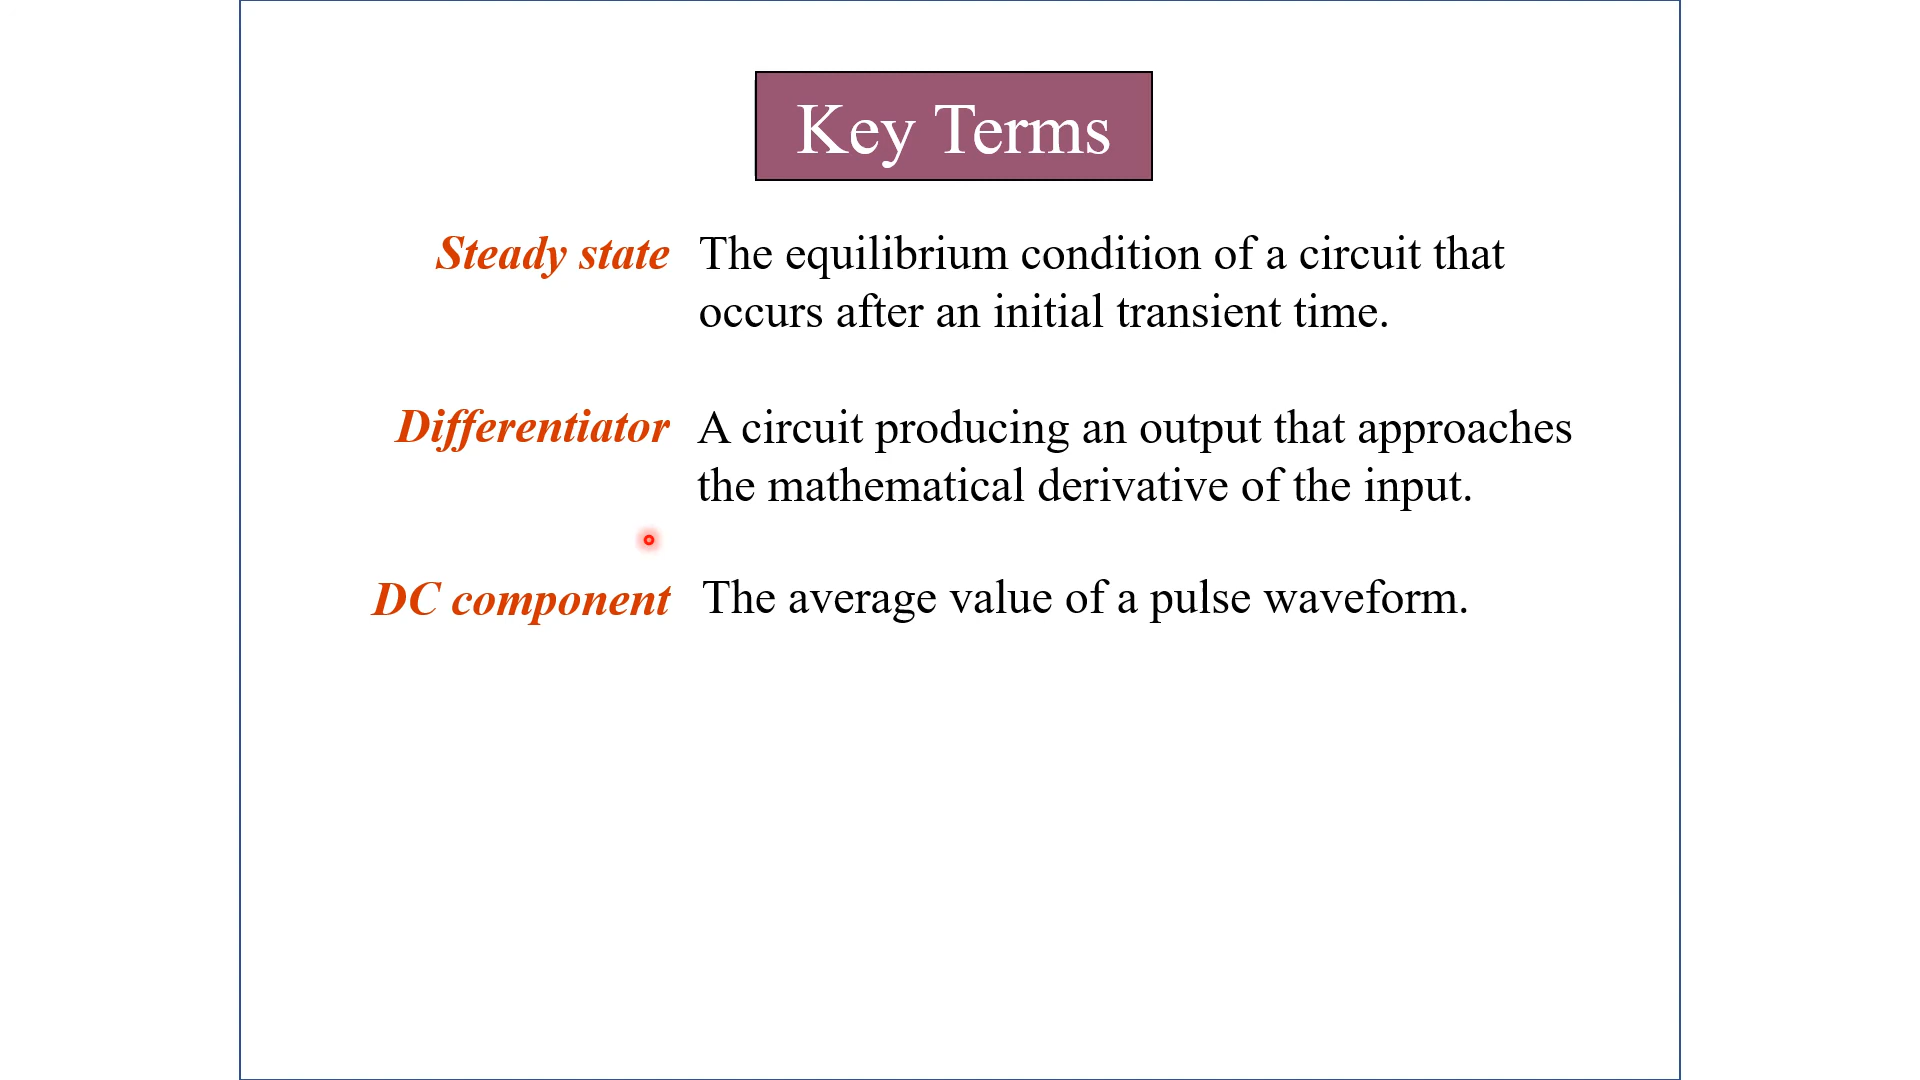 Key Terms
Steady state The equilibrium condition of a circuit that
occurs after an initial transient time.
Differentiator A circuit producing an output that approaches
the mathematical derivative of the input.
DC component The average value of a pulse waveform.